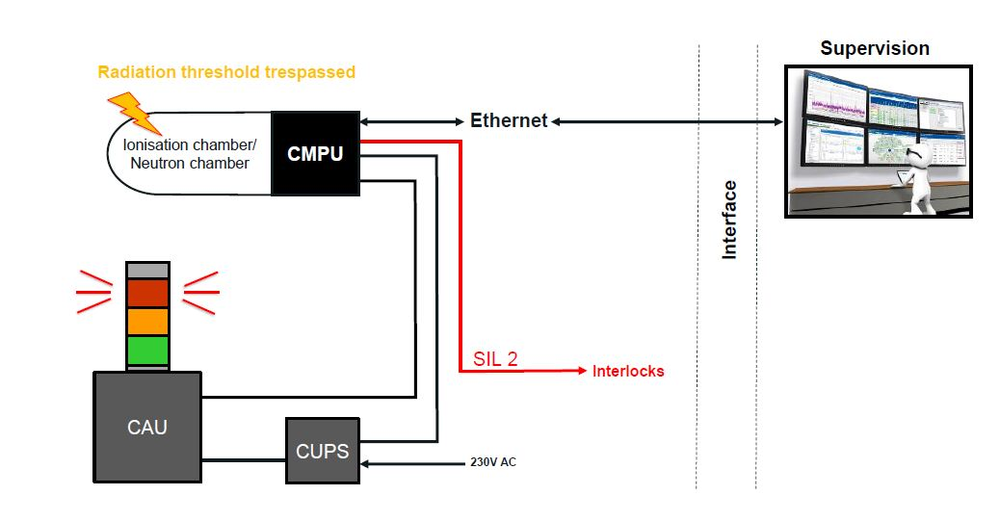 Supervision
Radiation threshold trespassed
Ionisation chamber/
Neutron chamber
CMPU
Ethernet
Interface
SIL 2
Interlocks
CAU
CUPS
230V AC